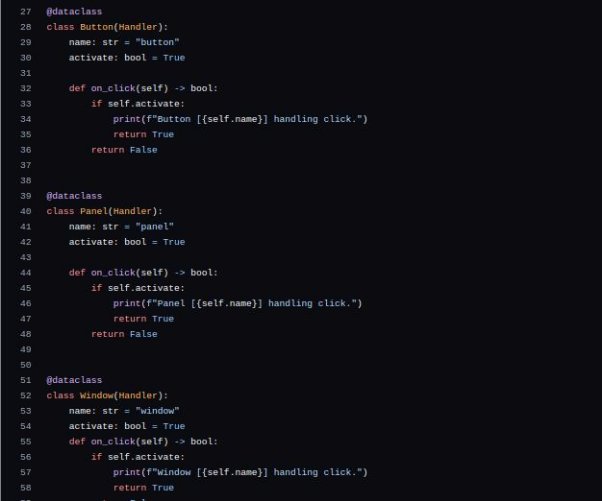 27 @dataclass
28 class Button(Handler):
29     name: str = "button"
30     activate: bool = True
31
32     def on_click(self) -> bool:
33         if self.activate:
34             print(f"Button [{self.name}] handling click.")
35             return True
36         return False
37
38
39 @dataclass
40 class Panel(Handler):
41     name: str = "panel"
42     activate: bool = True
43
44     def on_click(self) -> bool:
45         if self.activate:
46             print(f"Panel [{self.name}] handling click.")
47             return True
48         return False
49
50
51 @dataclass
52 class Window(Handler):
53     name: str = "window"
54     activate: bool = True
55     def on_click(self) -> bool:
56         if self.activate:
57             print(f"Window [{self.name}] handling click.")
58             return True